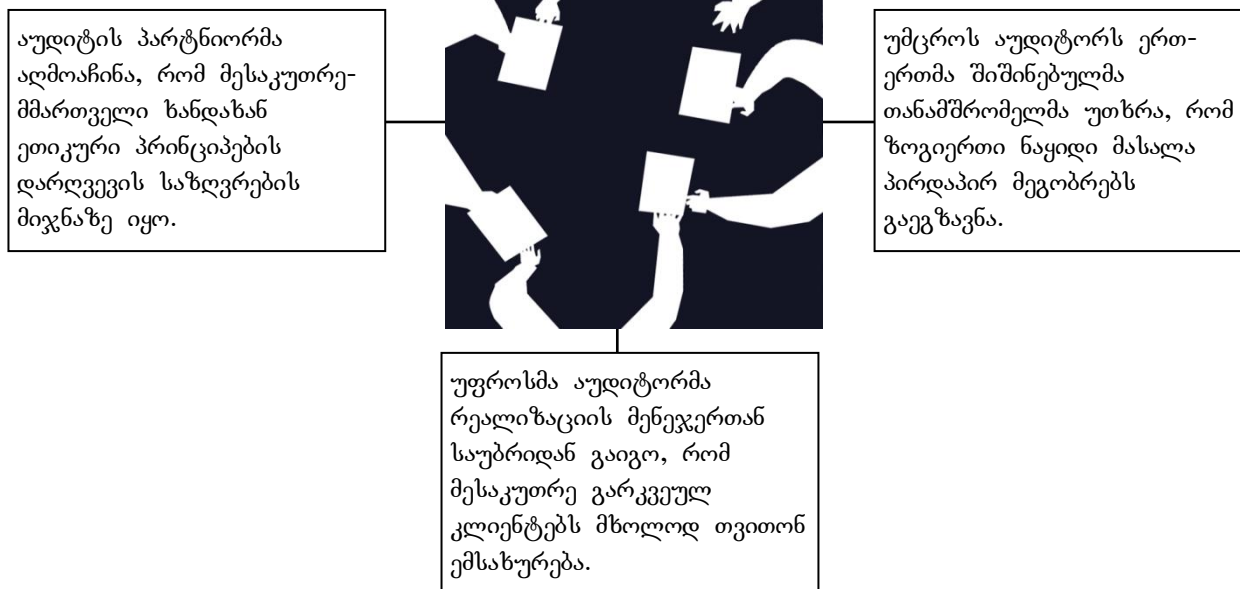 აუდიტის პარტნიორმა
აღმოაჩინა, რომ მესაკუთრე-
მმართველი ხანდახან
ეთიკური პრინციპების
დარღვევის საზღვრების
მიჯნაზე იყო.
უმცროს აუდიტორს ერთ-
ერთმა შიშინებულმა
თანამშრომელმა უთხრა, რომ
ზოგიერთი ნაყიდი მასალა
პირდაპირ მეგობრებს
გაეგზავნა.
უფროსმა აუდიტორმა
რეალიზაციის მენეჯერთან
საუბრიდან გაიგო, რომ
მესაკუთრე გარკვეულ
კლიენტებს მხოლოდ თვითონ
ემსახურება.